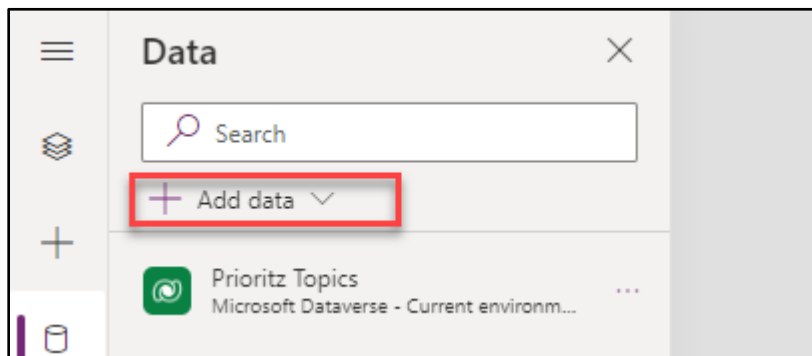 Data
Search
Add data
Prioritz Topics
Microsoft Dataverse - Current environm...